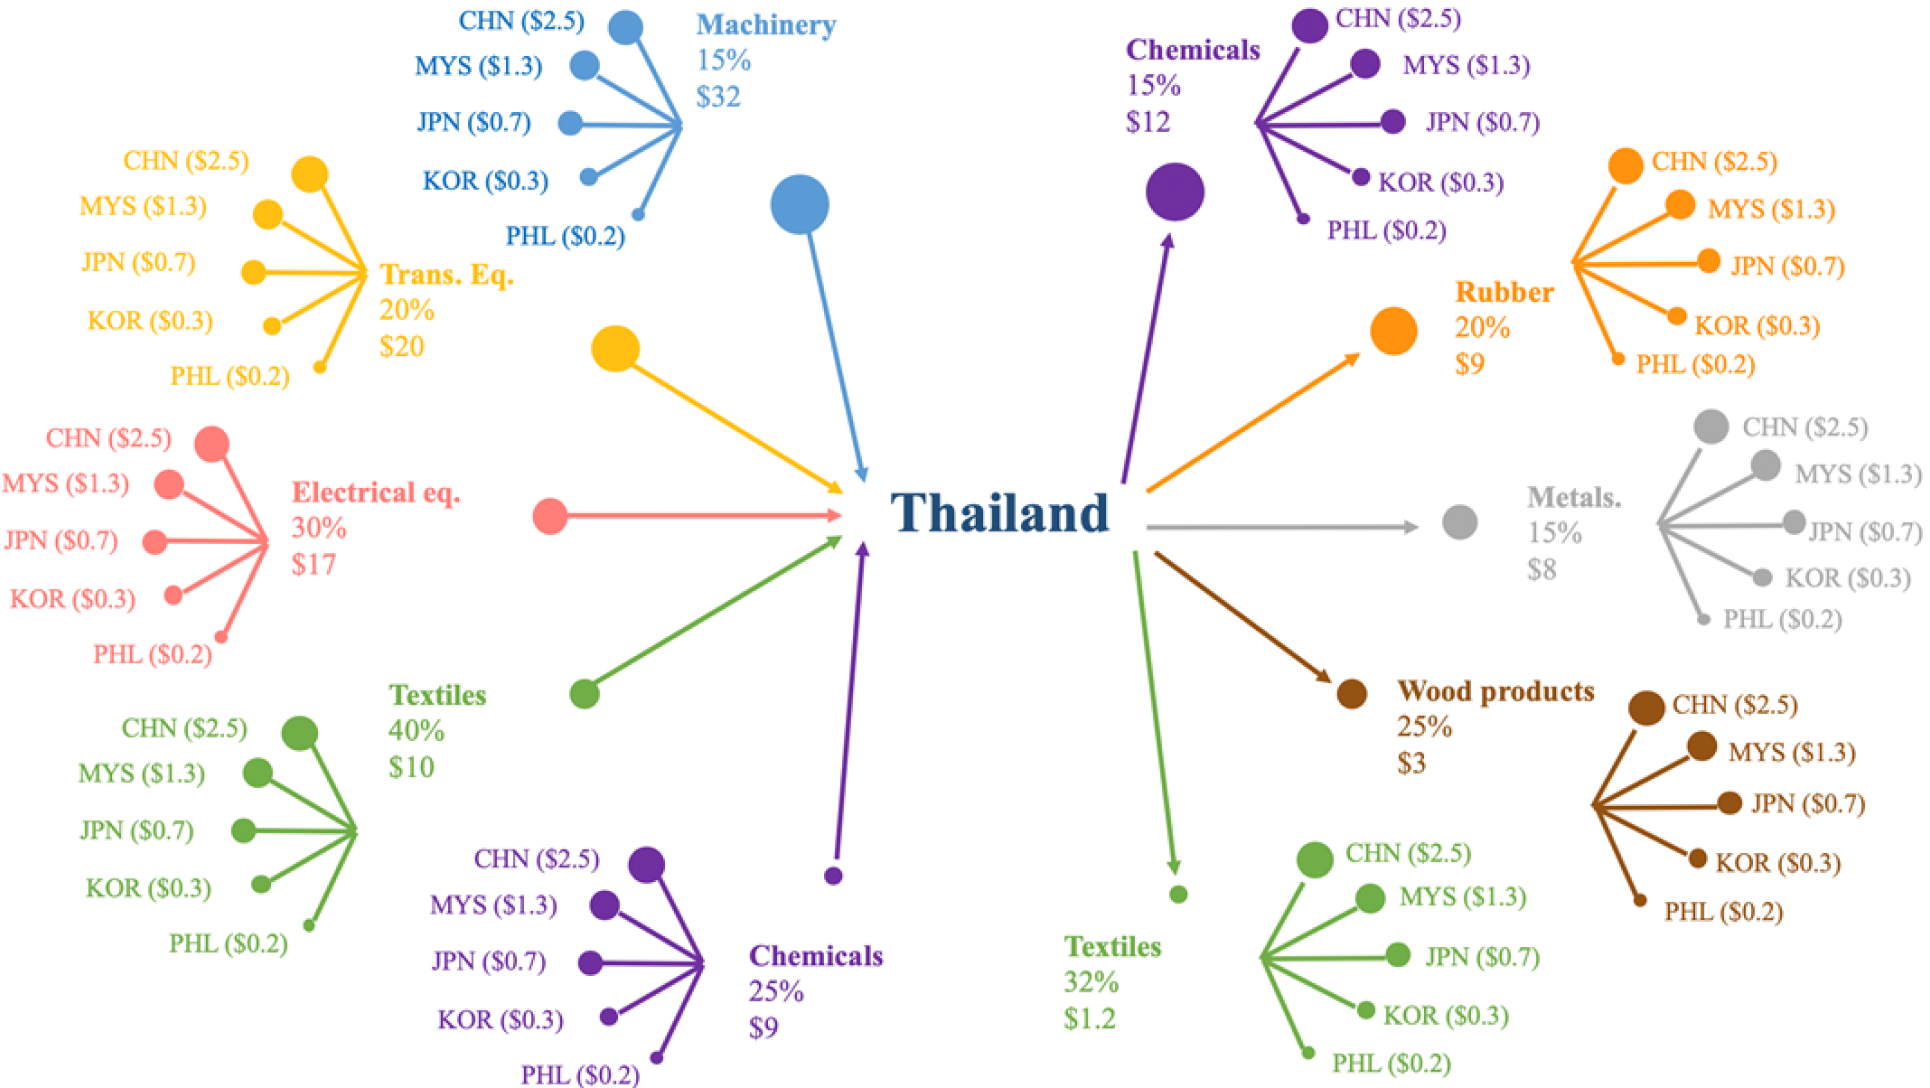 CHN ($2.5)
MYS ($1.3)
JPN ($0.7)
KOR ($0.3)
PHL ($0.2)
Machinery
15%
$32
CHN ($2.5)
MYS ($1.3)
JPN ($0.7)
KOR ($0.3)
PHL ($0.2)
Trans. Eq.
20%
$20
CHN ($2.5)
MYS ($1.3)
JPN ($0.7)
KOR ($0.3)
PHL ($0.2)
Electrical eq.
30%
$17
CHN ($2.5)
MYS ($1.3)
JPN ($0.7)
KOR ($0.3)
PHL ($0.2)
Textiles
40%
$10
CHN ($2.5)
MYS ($1.3)
JPN ($0.7)
KOR ($0.3)
PHL ($0.2)
Chemicals
25%
$9
Thailand
Chemicals
15%
$12
CHN ($2.5)
MYS ($1.3)
JPN ($0.7)
KOR ($0.3)
PHL ($0.2)
Rubber
20%
$9
CHN ($2.5)
MYS ($1.3)
JPN ($0.7)
KOR ($0.3)
PHL ($0.2)
Metals.
15%
$8
CHN ($2.5)
MYS ($1.3)
JPN ($0.7)
KOR ($0.3)
PHL ($0.2)
Wood products
25%
$3
CHN ($2.5)
MYS ($1.3)
JPN ($0.7)
KOR ($0.3)
PHL ($0.2)
Textiles
32%
$1.2
CHN ($2.5)
MYS ($1.3)
JPN ($0.7)
KOR ($0.3)
PHL ($0.2)